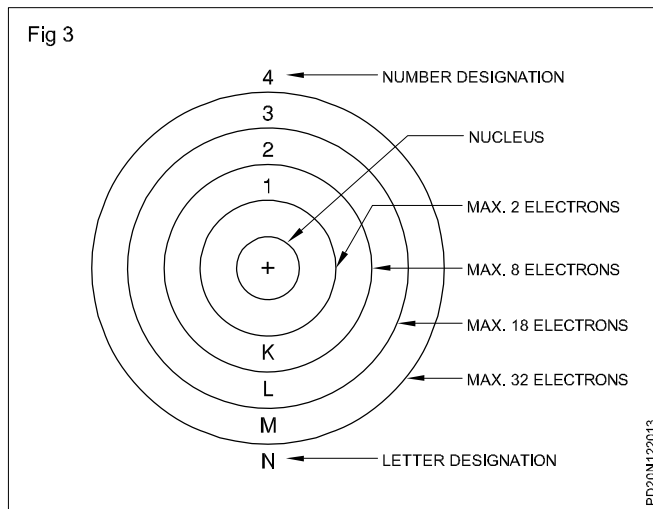 Fig 3
4
NUMBER DESIGNATION
3
NUCLEUS
2
1
MAX. 2 ELECTRONS
+
MAX. 8 ELECTRONS
MAX. 18 ELECTRONS
K
MAX. 32 ELECTRONS
L
M
N
LETTER DESIGNATION
PD20N122013